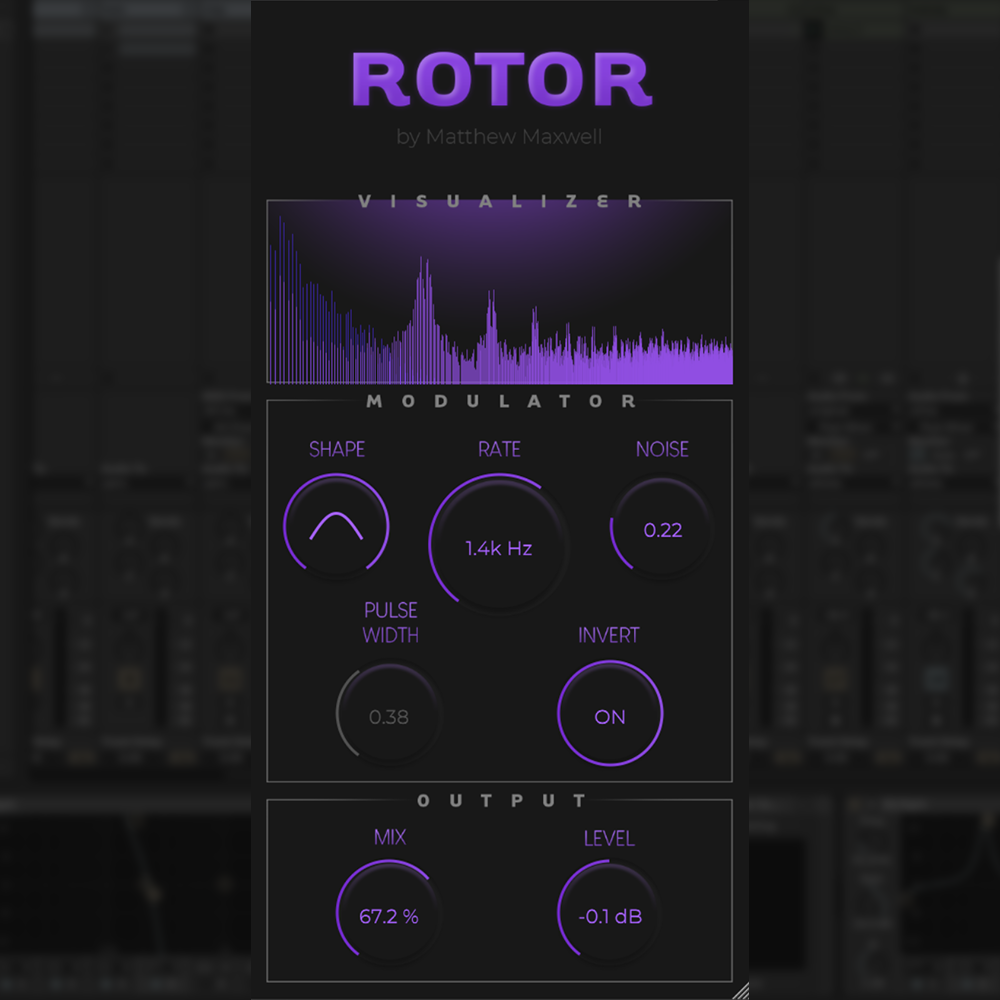 ROTOR
by Matthew Maxwell
VISUALIZER
MODULATOR
SHAPE
RATE
NOISE
1.4k Hz
0.22
PULSE
WIDTH
INVERT
0.38
ON
OUTPUT
MIX
LEVEL
67.2 %
-0.1 dB